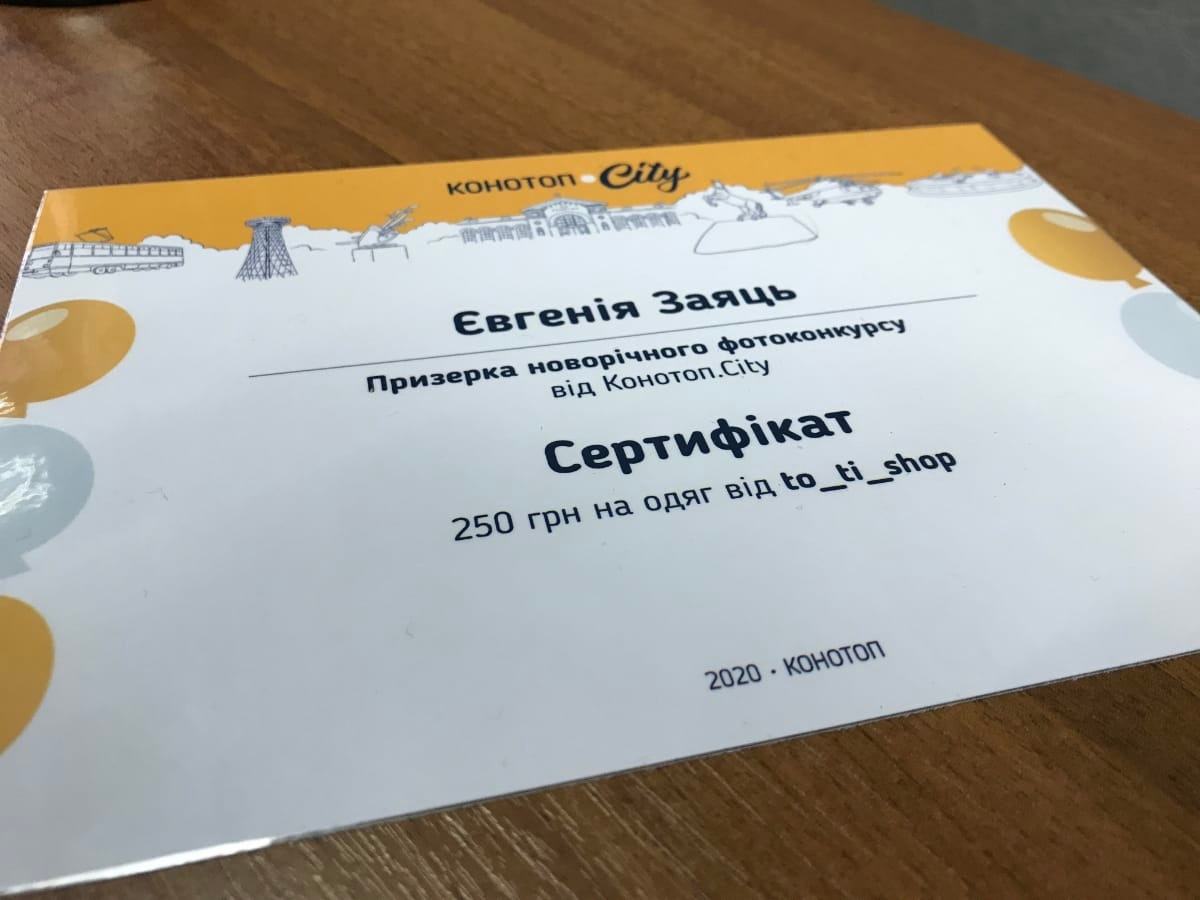 КОНОТОП•City
Євгенія Заяць
Призерка новорічного фотоконкурсу
від Конотоп.City
Сертифікат
250 грн на одяг від to_ti_shop
2020 · КОНОТОП